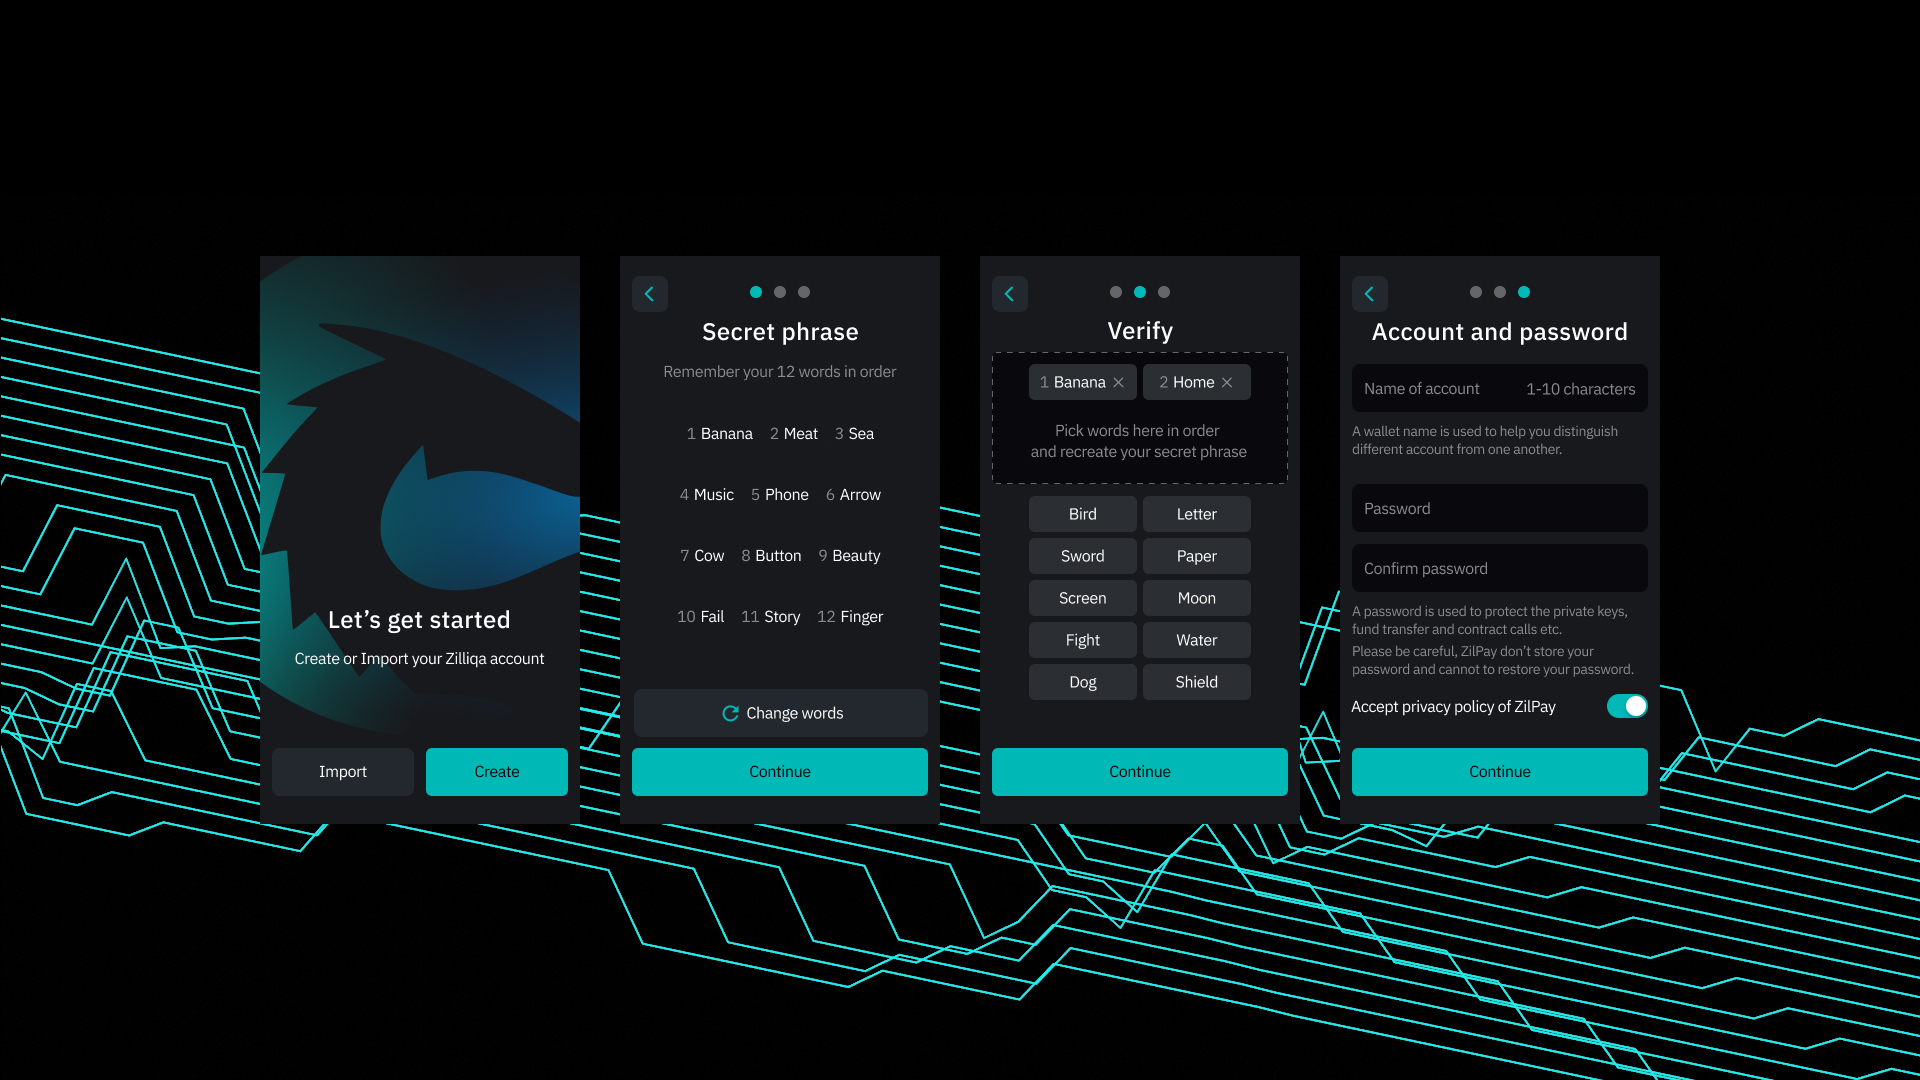 Let's get started
Create or Import your Zilliqa account
Import
Create
Secret phrase
Remember your 12 words in order
1 Banana 2 Meat 3 Sea
4 Music 5 Phone 6 Arrow
7 Cow 8 Button 9 Beauty
10 Fail 11 Story 12 Finger
Change words
Continue
Verify
1 Banana 2 Home
Pick words here in order
and recreate your secret phrase
Bird Letter
Sword Paper
Screen Moon
Fight Water
Dog Shield
Continue
Account and password
Name of account 1-10 characters
A wallet name is used to help you distinguish
different account from one another.
Password
Confirm password
A password is used to protect the private keys,
fund transfer and contract calls etc.
Please be careful, ZilPay don't store your
password and cannot to restore your password.
Accept privacy policy of ZilPay
Continue